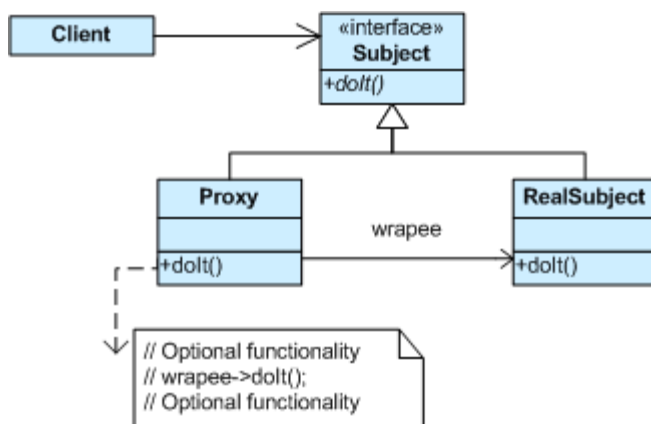 Client
«interface»
Subject
+doIt()
Proxy
RealSubject
wrapee
+doIt()
+doIt()
// Optional functionality
// wrapee->doIt();
// Optional functionality